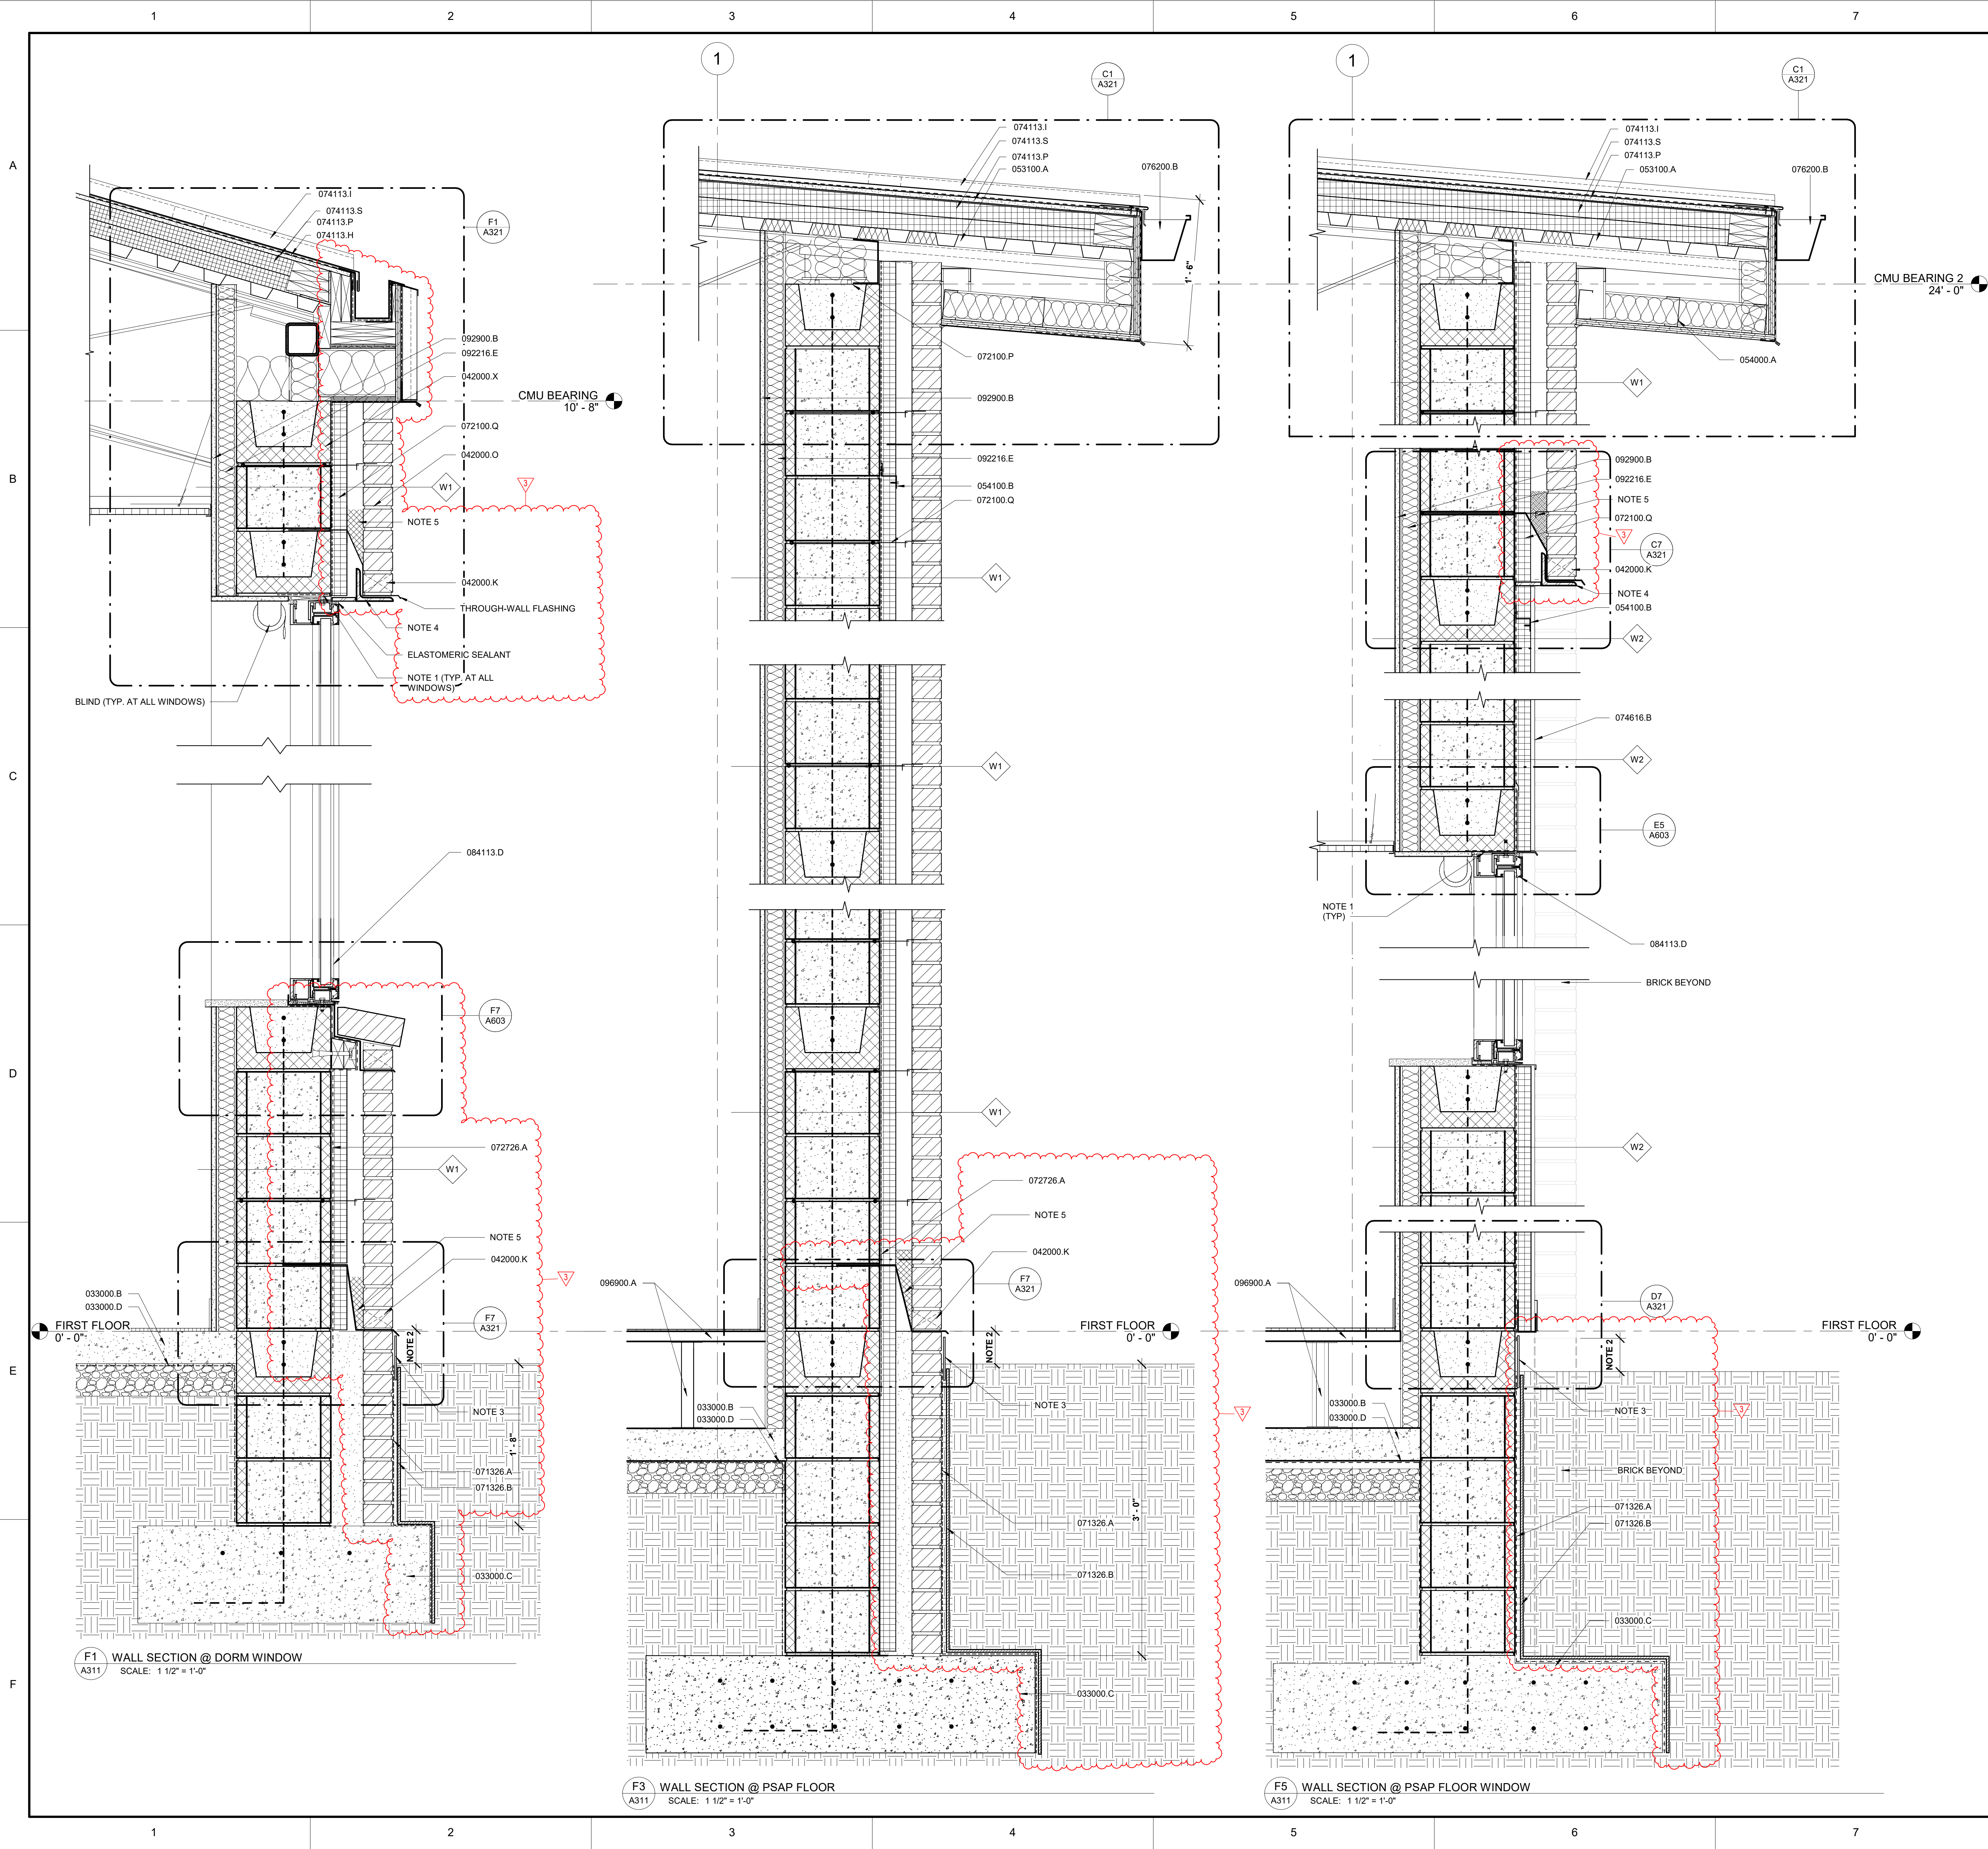 1
2
3
4
5
6
7
A
B
C
D
E
F
074113.I
074113.S
074113.P
074113.H
F1
A321
092900.B
092216.E
042000.X
CMU BEARING
10' - 8"
072100.Q
042000.O
W1
3
NOTE 5
042000.K
THROUGH-WALL FLASHING
NOTE 4
ELASTOMERIC SEALANT
NOTE 1 (TYP. AT ALL
WINDOWS)
BLIND (TYP. AT ALL WINDOWS)
084113.D
F7
A603
072726.A
W1
NOTE 5
042000.K
3
033000.B
033000.D
FIRST FLOOR
0' - 0"
F7
A321
NOTE 2
NOTE 3
1' - 8"
071326.A
071326.B
033000.C
F1
A311
WALL SECTION @ DORM WINDOW
SCALE: 1 1/2" = 1'-0"
1
C1
A321
074113.I
074113.S
074113.P
053100.A
076200.B
1' - 6"
072100.P
092900.B
092216.E
054100.B
072100.Q
W1
W1
W1
072726.A
NOTE 5
042000.K
096900.A
F7
A321
FIRST FLOOR
0' - 0"
NOTE 2
033000.B
033000.D
NOTE 3
3
3' - 0"
071326.A
071326.B
033000.C
F3
A311
WALL SECTION @ PSAP FLOOR
SCALE: 1 1/2" = 1'-0"
1
C1
A321
074113.I
074113.S
074113.P
053100.A
076200.B
CMU BEARING 2
24' - 0"
054000.A
W1
092900.B
092216.E
NOTE 5
072100.Q
3
C7
A321
042000.K
NOTE 4
054100.B
W2
074616.B
W2
E5
A603
NOTE 1
(TYP)
084113.D
BRICK BEYOND
W2
096900.A
D7
A321
FIRST FLOOR
0' - 0"
NOTE 2
033000.B
033000.D
NOTE 3
3
BRICK BEYOND
071326.A
071326.B
033000.C
F5
A311
WALL SECTION @ PSAP FLOOR WINDOW
SCALE: 1 1/2" = 1'-0"
1
2
3
4
5
6
7